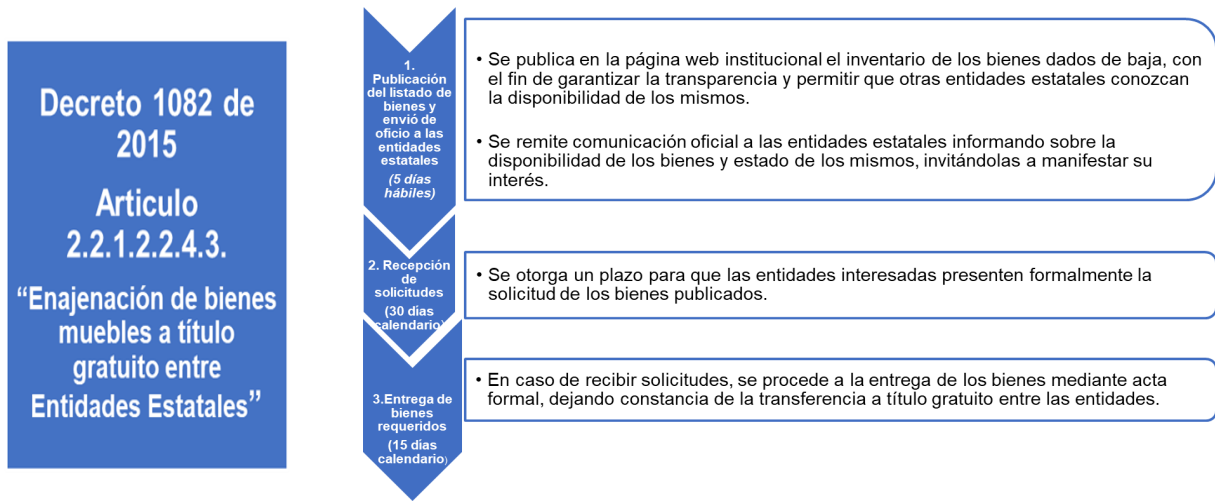 Decreto 1082 de
2015
Articulo
2.2.1.2.2.4.3.
“Enajenación de bienes
muebles a título
gratuito entre
Entidades Estatales”
1.
Publicación
del listado de
bienes y
envió de
oficio a las
entidades
estatales
(5 días
hábiles)
• Se publica en la página web institucional el inventario de los bienes dados de baja, con
el fin de garantizar la transparencia y permitir que otras entidades estatales conozcan
la disponibilidad de los mismos.
• Se remite comunicación oficial a las entidades estatales informando sobre la
disponibilidad de los bienes y estado de los mismos, invitándolas a manifestar su
interés.
2. Recepción
de
solicitudes
(30 días
calendario)
• Se otorga un plazo para que las entidades interesadas presenten formalmente la
solicitud de los bienes publicados.
3.Entrega de
bienes
requeridos
(15 días
calendario)
• En caso de recibir solicitudes, se procede a la entrega de los bienes mediante acta
formal, dejando constancia de la transferencia a título gratuito entre las entidades.